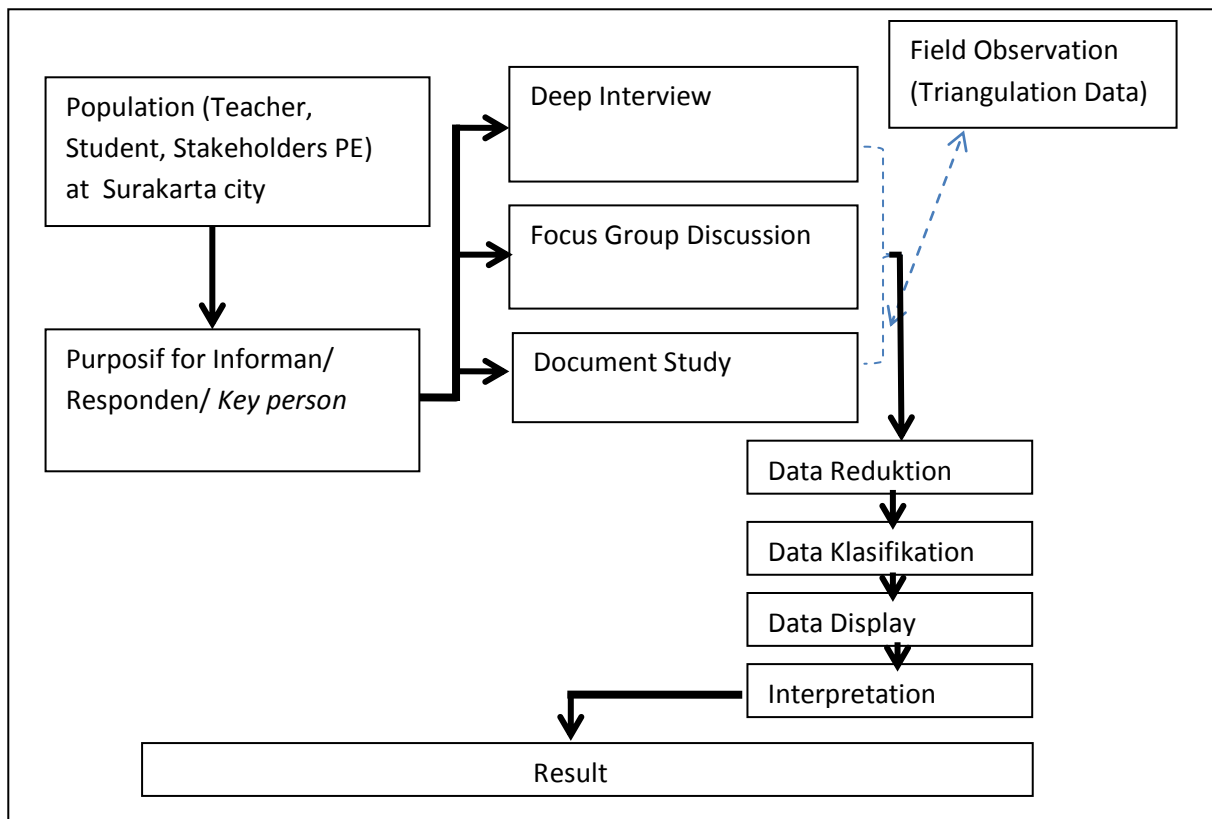 Population (Teacher,
Student, Stakeholders PE)
at Surakarta city
Purposif for Informan/
Responden/ Key person
Deep Interview
Focus Group Discussion
Document Study
Field Observation
(Triangulation Data)
Data Reduktion
Data Klasifikation
Data Display
Interpretation
Result